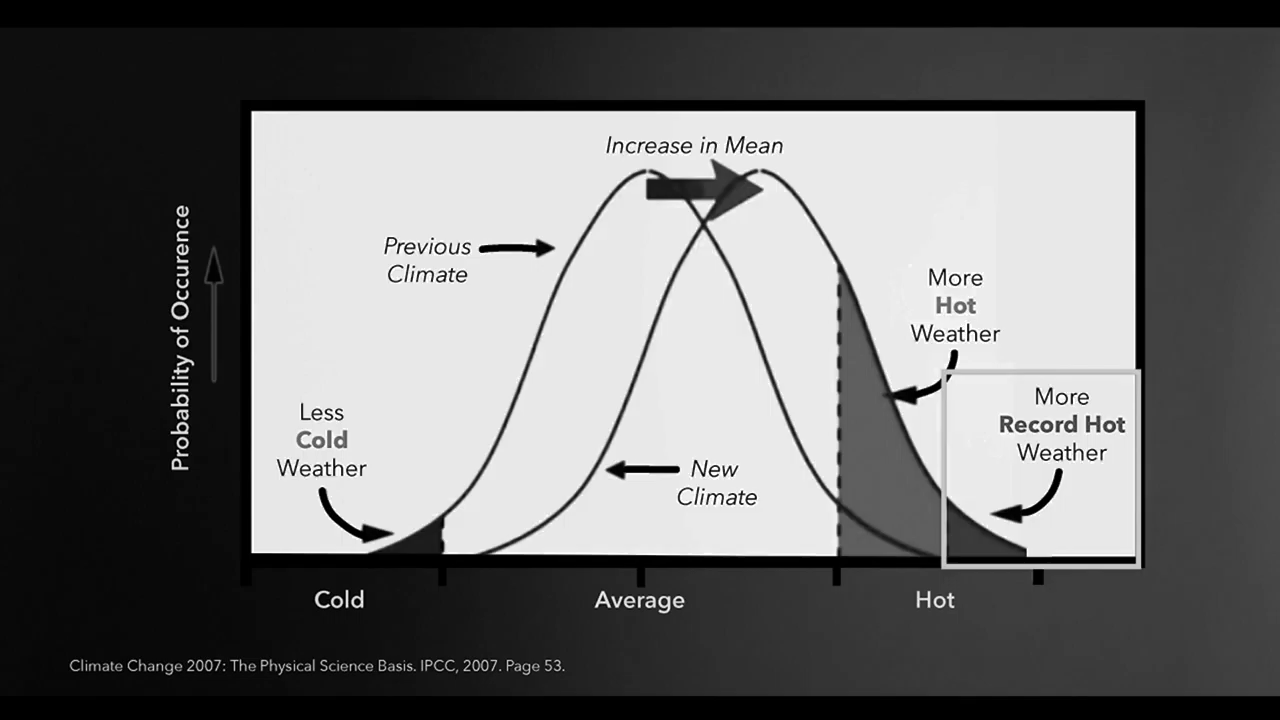 Increase in Mean
Previous
Climate
More
Hot
Weather
More
Record Hot
Weather
Less
Cold
Weather
New
Climate
Probability of Occurence
Cold
Average
Hot
Climate Change 2007: The Physical Science Basis. IPCC, 2007. Page 53.